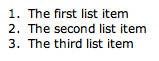 1. The first list item
2. The second list item
3. The third list item